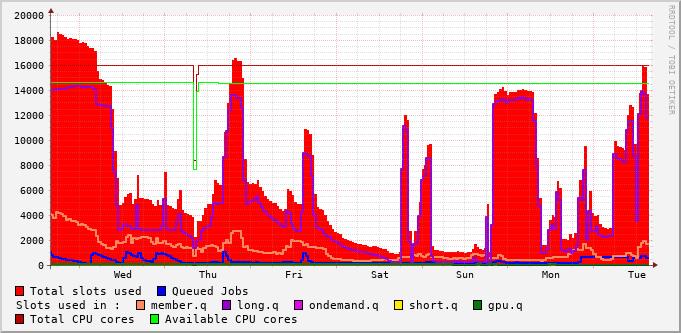 20000
18000
16000
14000
12000
10000
8000
6000
4000
2000
0
Wed Thu Fri Sat Sun Mon Tue
RRDTOOL / TOBI OETIKER
Total slots used Queued Jobs
Slots used in : member.q long.q ondemand.q short.q gpu.q
Total CPU cores Available CPU cores